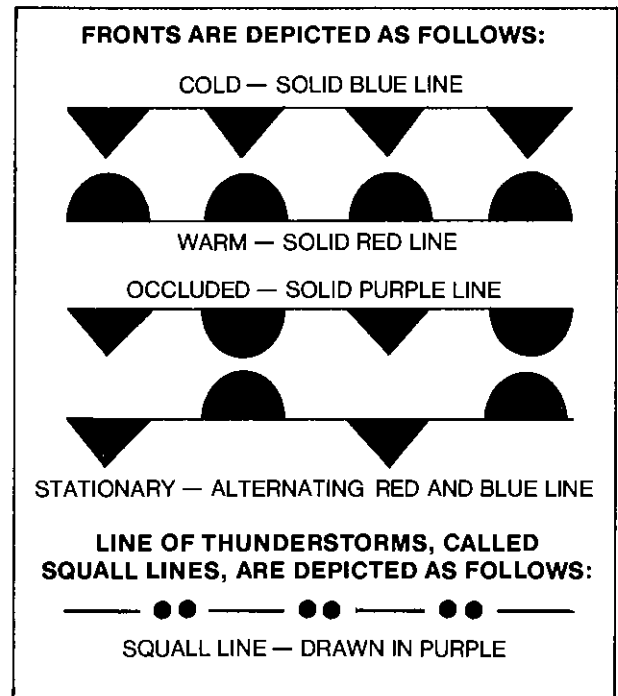 FRONTS ARE DEPICTED AS FOLLOWS:
COLD — SOLID BLUE LINE
WARM — SOLID RED LINE
OCCLUDED — SOLID PURPLE LINE
STATIONARY — ALTERNATING RED AND BLUE LINE
LINE OF THUNDERSTORMS, CALLED
SQUALL LINES, ARE DEPICTED AS FOLLOWS:
SQUALL LINE — DRAWN IN PURPLE